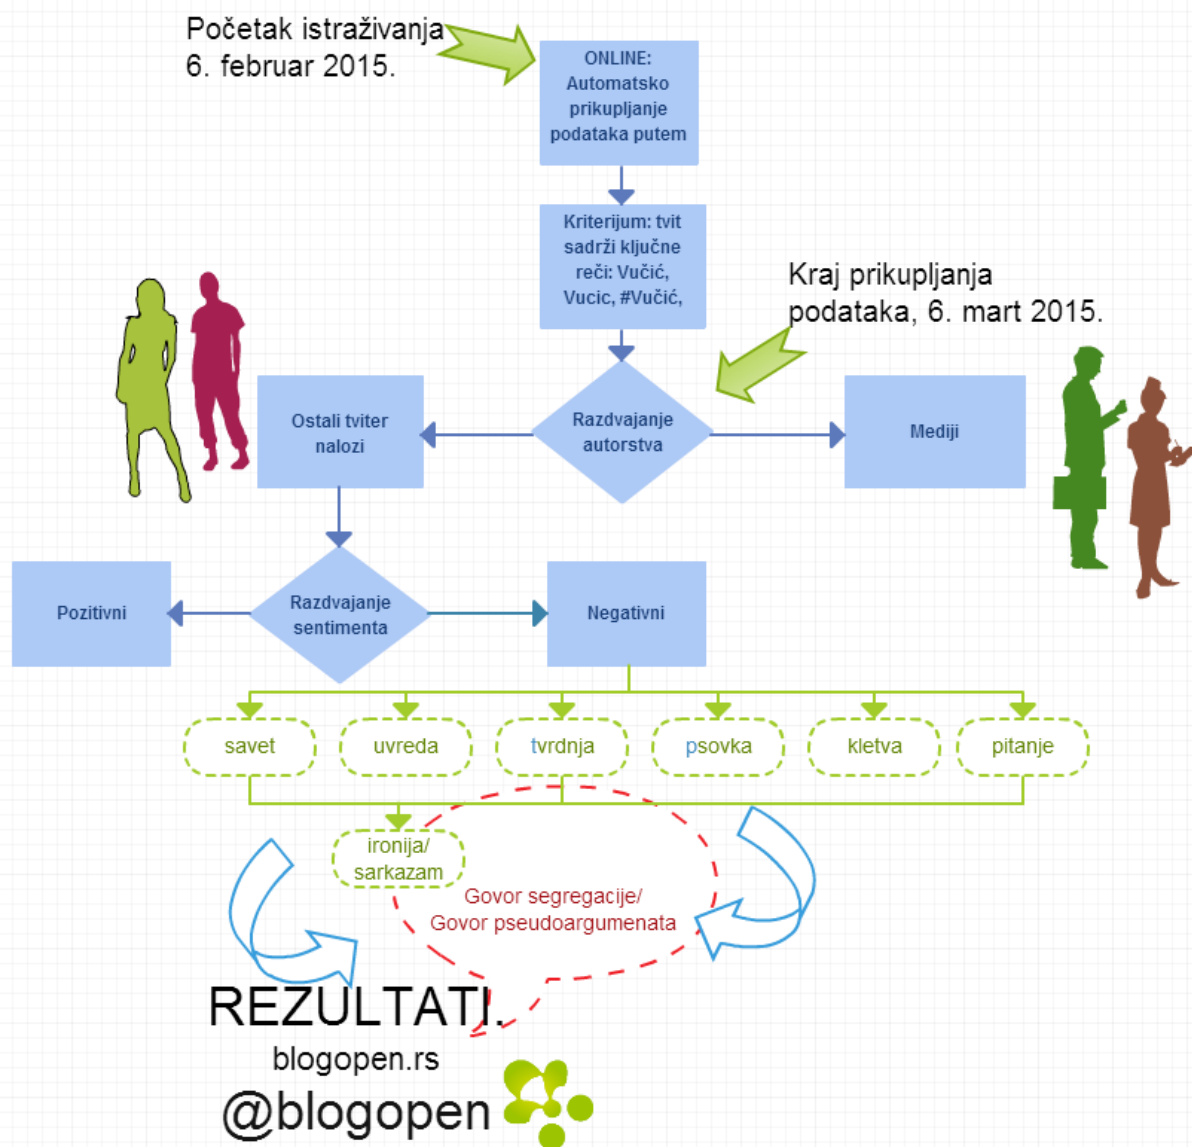 Početak istraživanja
6. februar 2015.
ONLINE:
Automatsko
prikupljanje
podataka putem
Kriterijum: tvit
sadrži ključne
reči: Vučić,
Vucic, #Vučić,
Kraj prikupljanja
podataka, 6. mart 2015.
Ostali tviter
nalozi
Razdvajanje
autorstva
Mediji
Pozitivni
Razdvajanje
sentimenta
Negativni
savet
uvreda
tvrdnja
psovka
kletva
pitanje
ironija/
sarkazam
Govor segregacije/
Govor pseudoargumenata
REZULTATI.
blogopen.rs
@blogopen